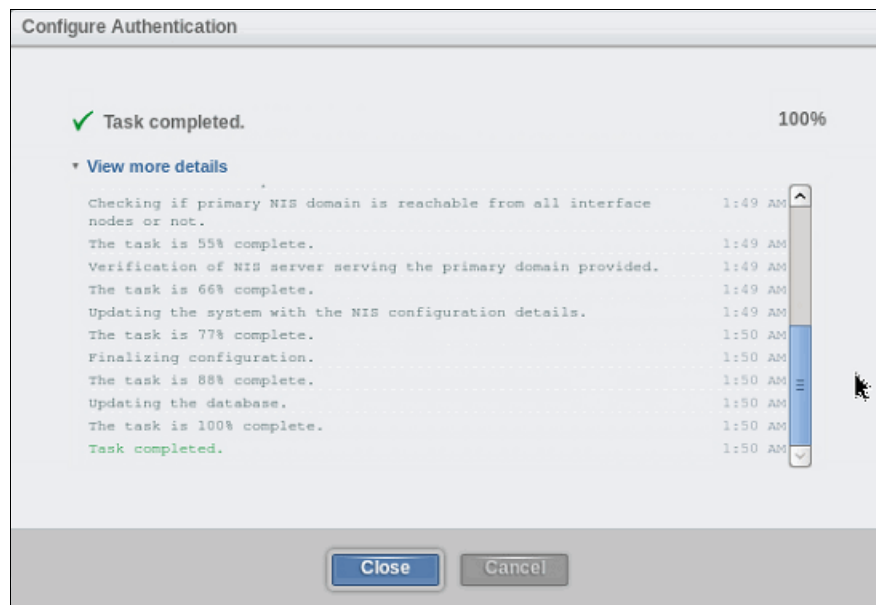 Configure Authentication
Task completed.
100%
View more details
Checking if primary NIS domain is reachable from all interface 1:49 AM
nodes or not.
The task is 55% complete. 1:49 AM
Verification of NIS server serving the primary domain provided. 1:49 AM
The task is 66% complete. 1:49 AM
Updating the system with the NIS configuration details. 1:49 AM
The task is 77% complete. 1:50 AM
Finalizing configuration. 1:50 AM
The task is 88% complete. 1:50 AM
Updating the database. 1:50 AM
The task is 100% complete. 1:50 AM
Task completed. 1:50 AM
Close Cancel